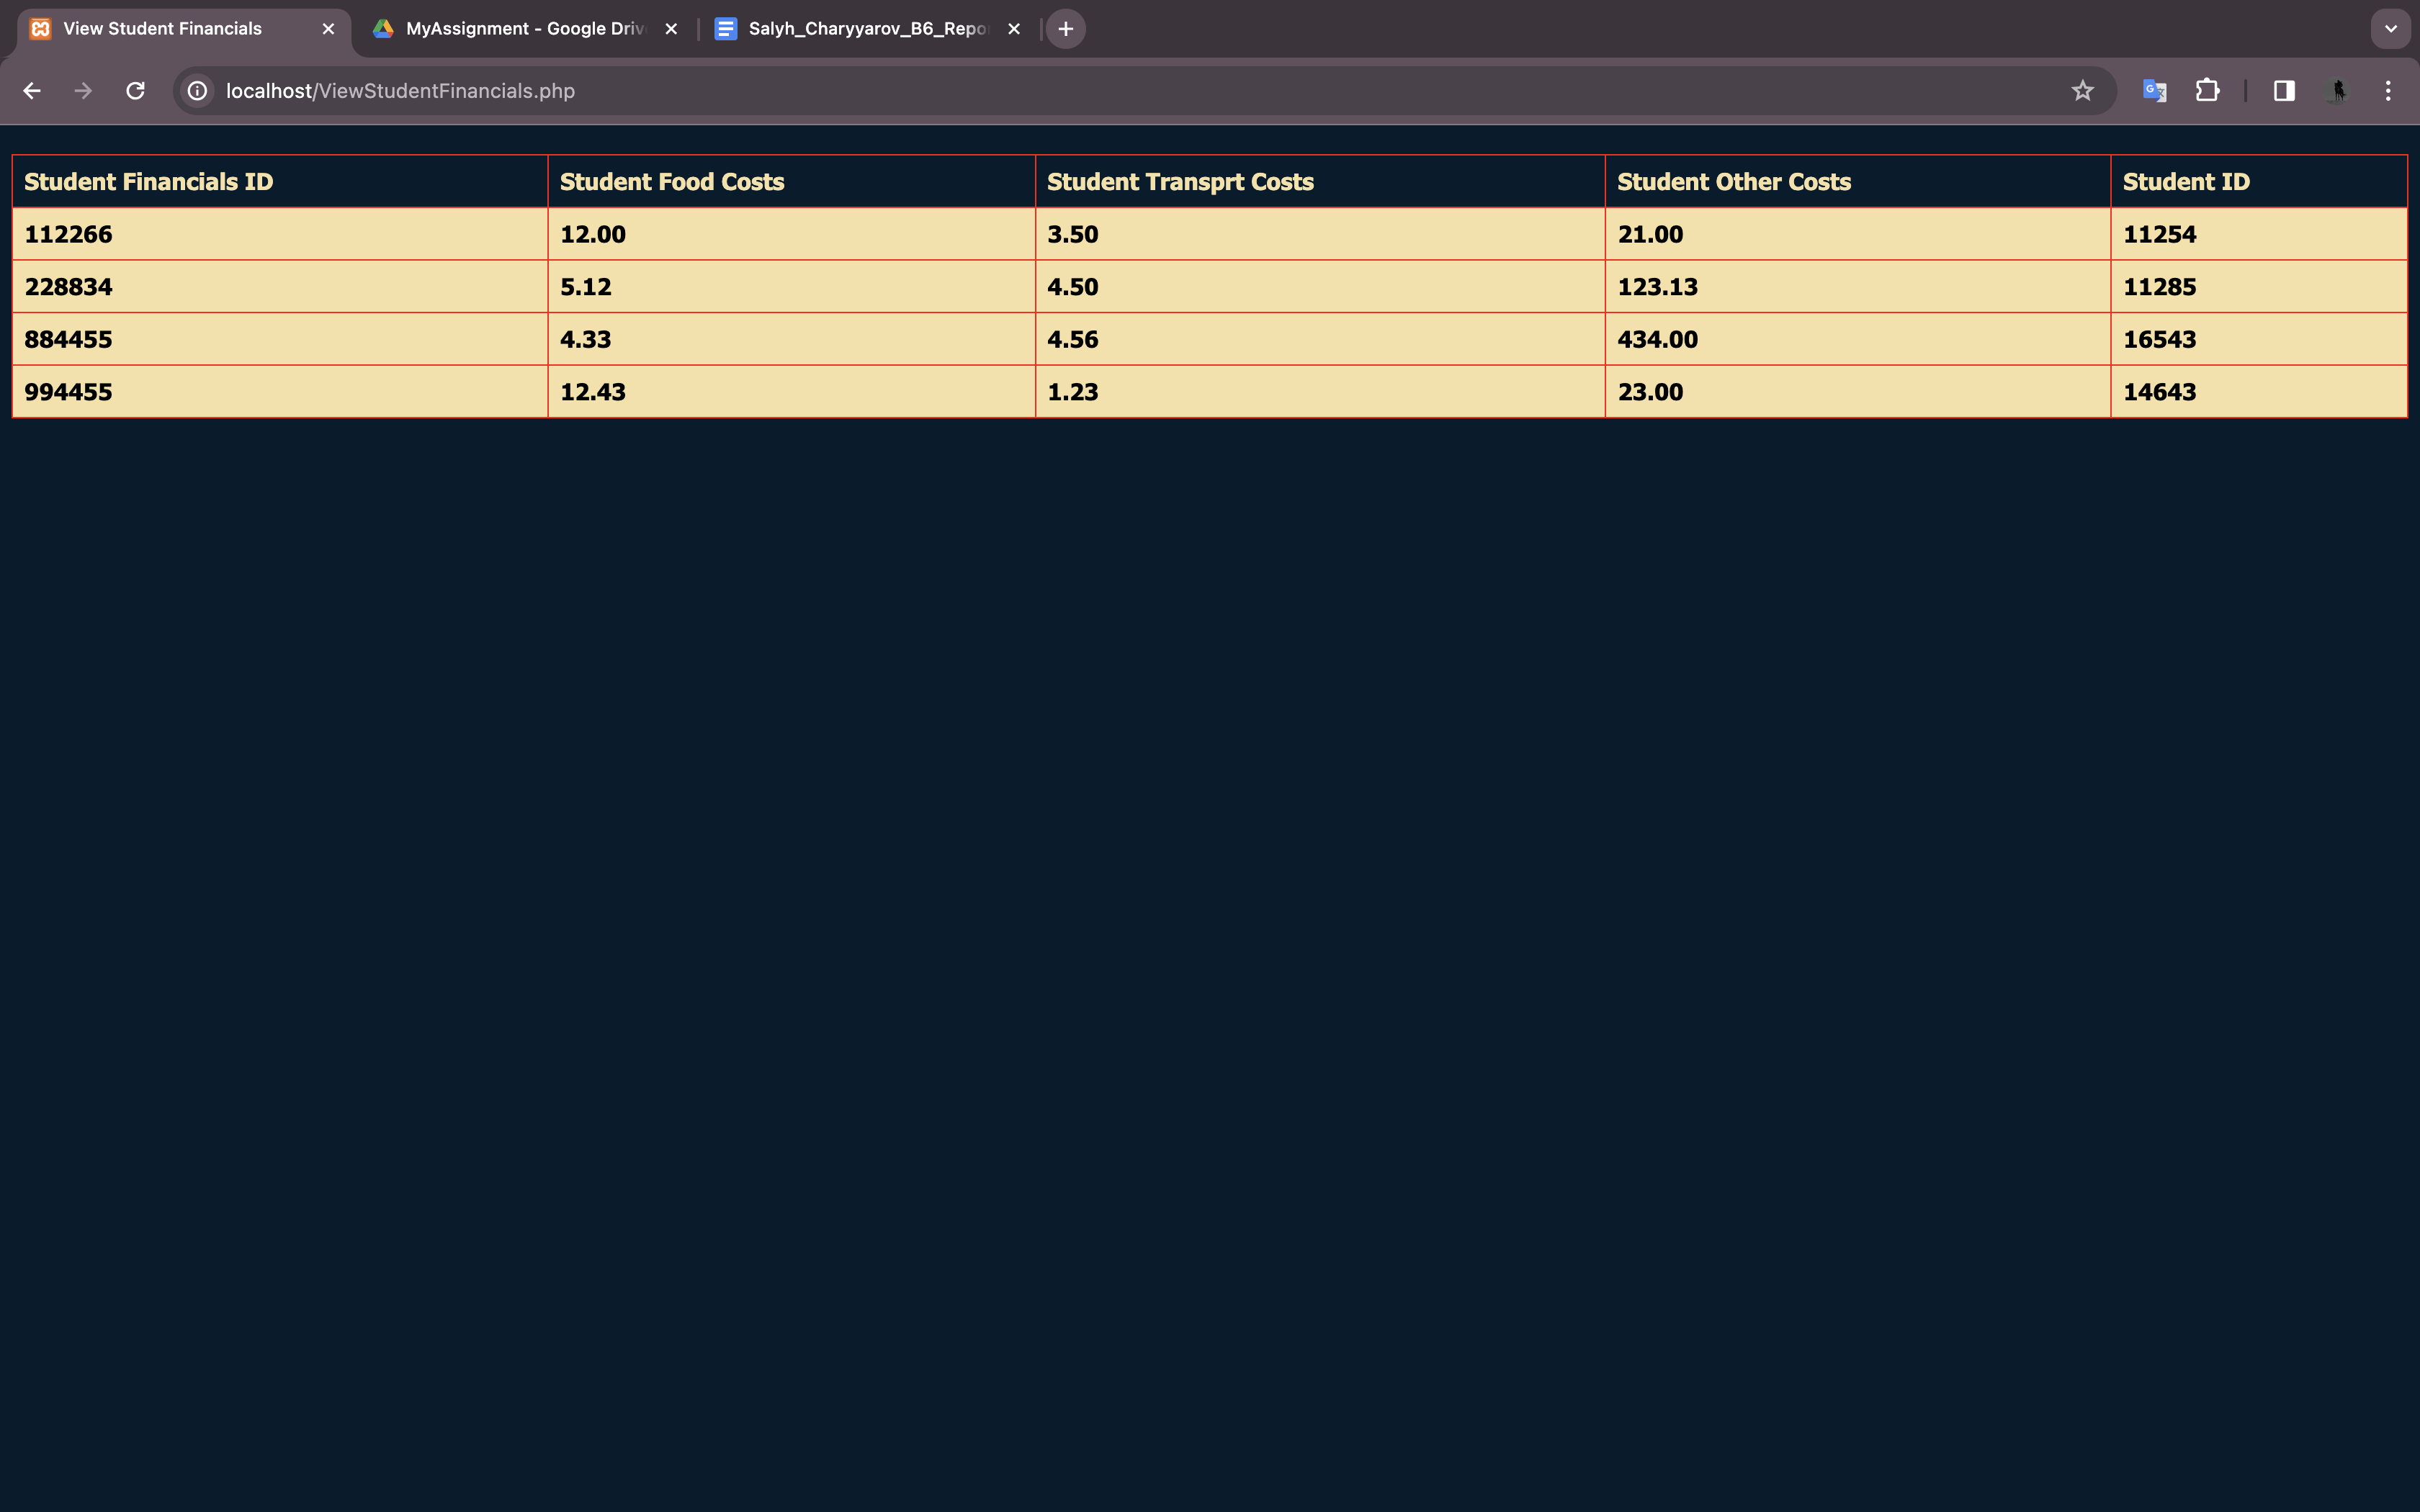 View Student Financials
MyAssignment - Google Driv
Salyh_Charyyarov_B6_Repo
localhost/ViewStudentFinancials.php
Student Financials ID Student Food Costs Student Transprt Costs Student Other Costs Student ID
112266 12.00 3.50 21.00 11254
228834 5.12 4.50 123.13 11285
884455 4.33 4.56 434.00 16543
994455 12.43 1.23 23.00 14643